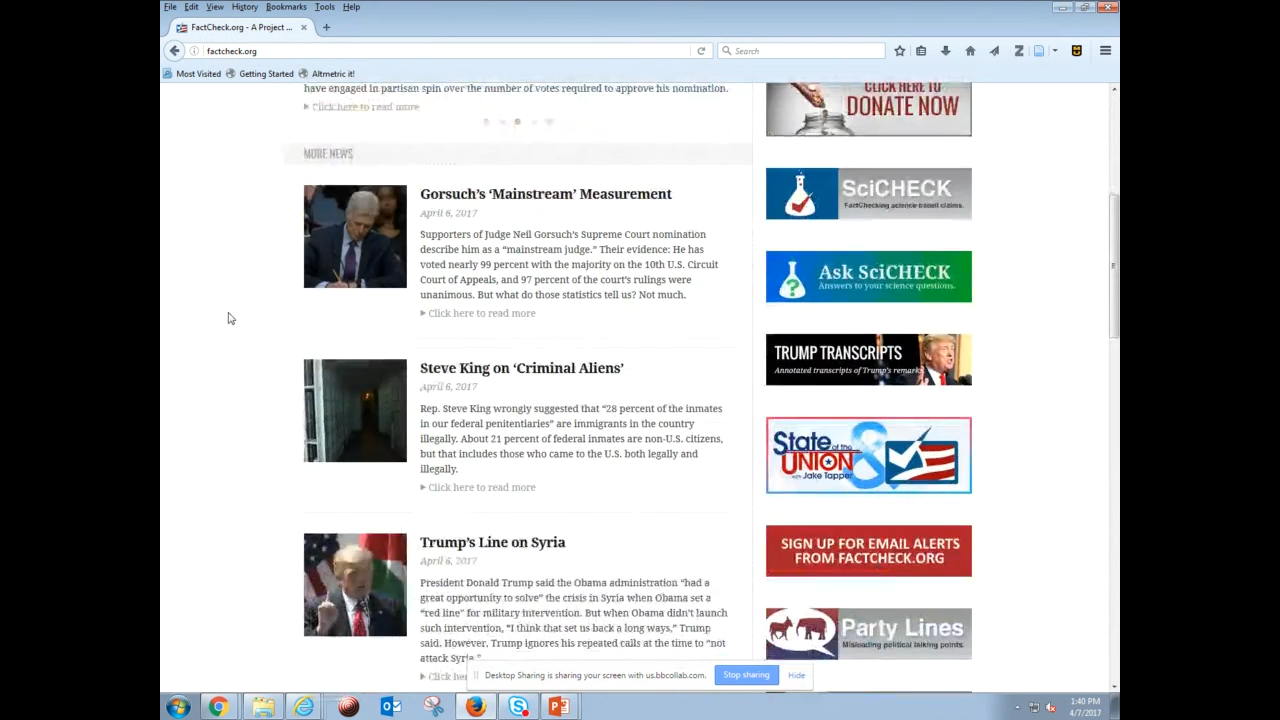 File Edit View History Bookmarks Tools Help
FactCheck.org - A Project ...
factcheck.org
Search
Most Visited Getting Started Altmetric it!
have engaged in partisan spin over the number of votes required to approve his nomination.
Click here to read more
MORE NEWS
Gorsuch's ‘Mainstream’ Measurement
April 6, 2017
Supporters of Judge Neil Gorsuch's Supreme Court nomination
describe him as a “mainstream judge.” Their evidence: He has
voted nearly 99 percent with the majority on the 10th U.S. Circuit
Court of Appeals, and 97 percent of the court's rulings were
unanimous. But what do those statistics tell us? Not much.
Click here to read more
Steve King on ‘Criminal Aliens’
April 6, 2017
Rep. Steve King wrongly suggested that “28 percent of the inmates
in our federal penitentiaries” are immigrants in the country
illegally. About 21 percent of federal inmates are non-U.S. citizens,
but that includes those who came to the U.S. both legally and
illegally.
Click here to read more
Trump's Line on Syria
April 6, 2017
President Donald Trump said the Obama administration “had a
great opportunity to solve” the crisis in Syria when Obama set a
“red line” for military intervention. But when Obama didn't launch
such intervention, “I think that set us back a long ways,” Trump
said. However, Trump ignores his repeated calls at the time to “not
attack Syria.”
Click
CLICK HERE TO
DONATE NOW
SciCHECK
FactChecking science-based claims.
Ask SciCHECK
Answers to your science questions.
TRUMP TRANSCRIPTS
Annotated transcripts of Trump's remarks.
State of the
UNION
with Jake Tapper
&
SIGN UP FOR EMAIL ALERTS
FROM FACTCHECK.ORG
Party Lines
Misleading political talking points.
Desktop Sharing is sharing your screen with us.bbcollab.com.
Stop sharing
Hide
1:40 PM
4/7/2017